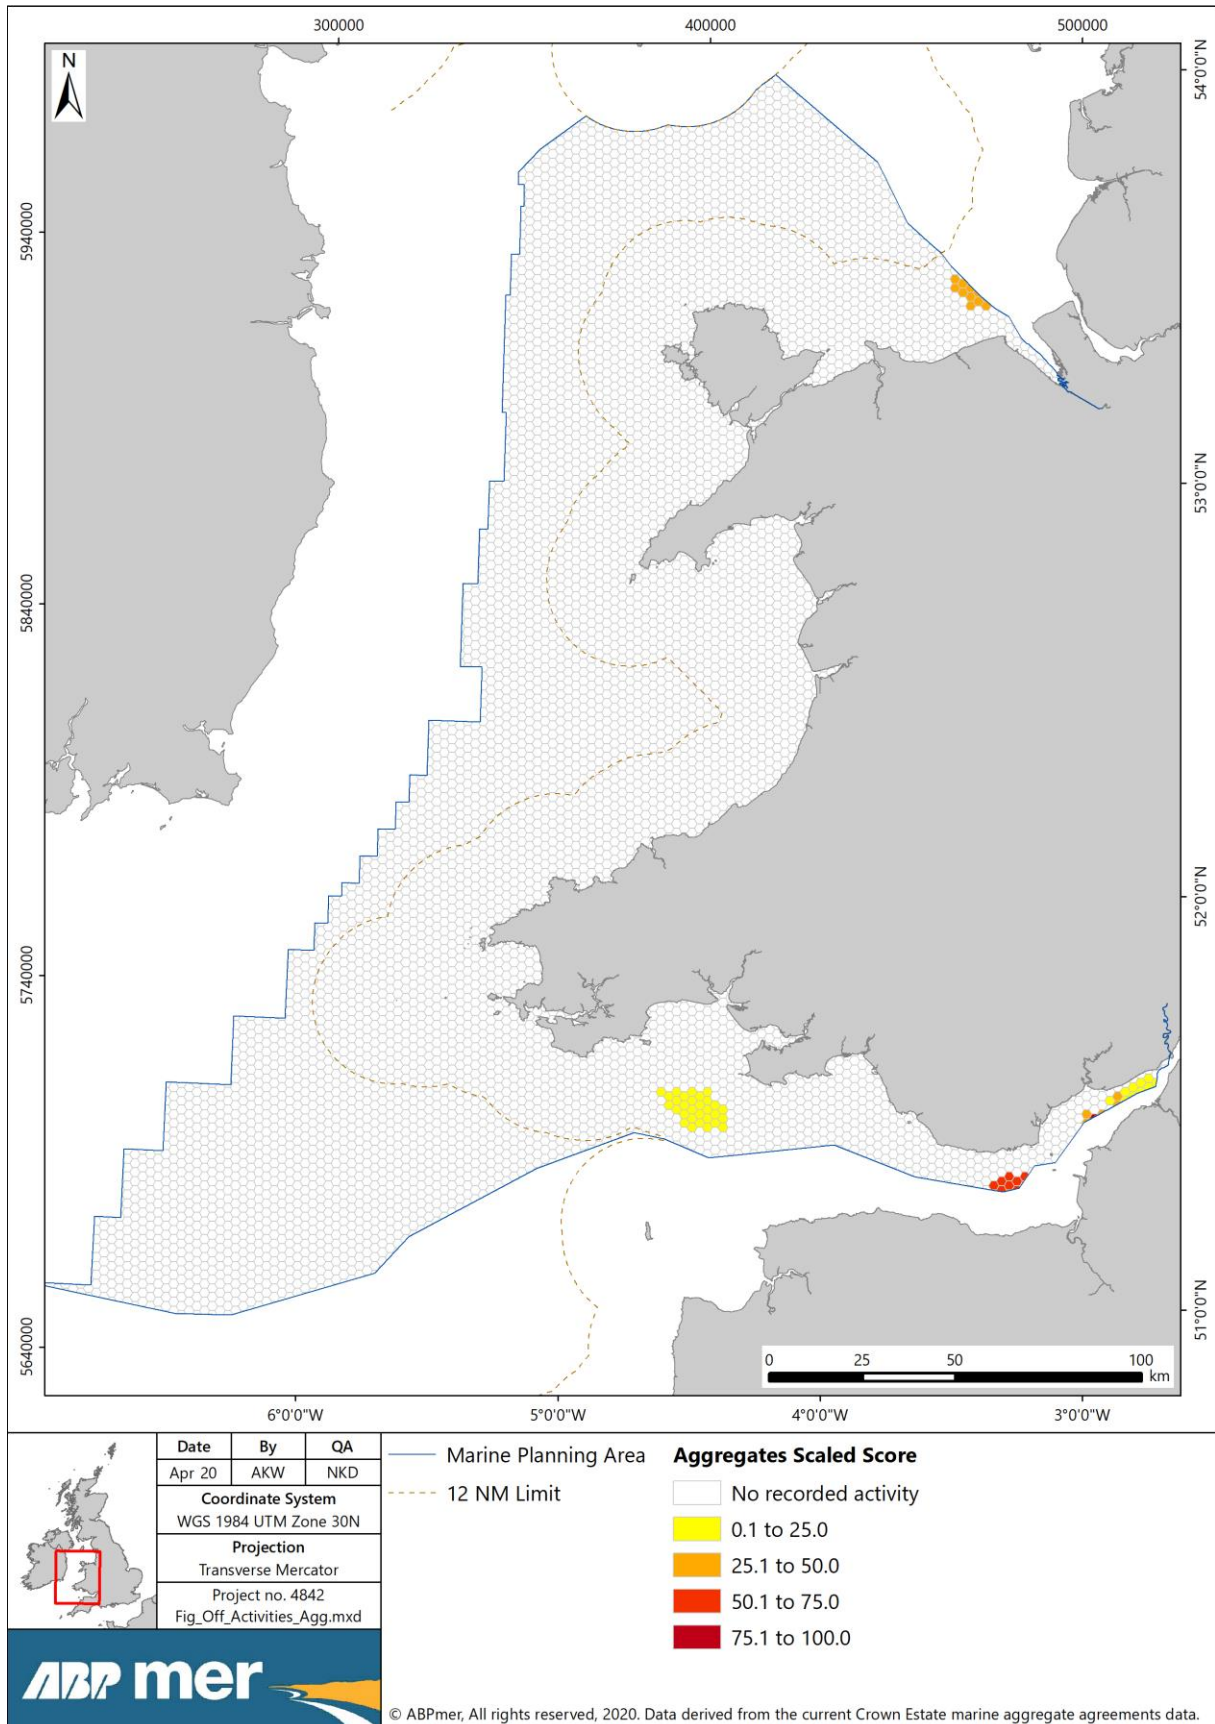 300000
400000
500000
N
54°0'0"N
5940000
53°0'0"N
5840000
52°0'0"N
5740000
51°0'0"N
5640000
0 25 50 100
km
6°0'0"W
5°0'0"W
4°0'0"W
3°0'0"W
Date By QA
Apr 20 AKW NKD
Coordinate System
WGS 1984 UTM Zone 30N
Projection
Transverse Mercator
Project no. 4842
Fig_Off_Activities_Agg.mxd
ABPmer
Marine Planning Area
12 NM Limit
Aggregates Scaled Score
No recorded activity
0.1 to 25.0
25.1 to 50.0
50.1 to 75.0
75.1 to 100.0
© ABPmer, All rights reserved, 2020. Data derived from the current Crown Estate marine aggregate agreements data.